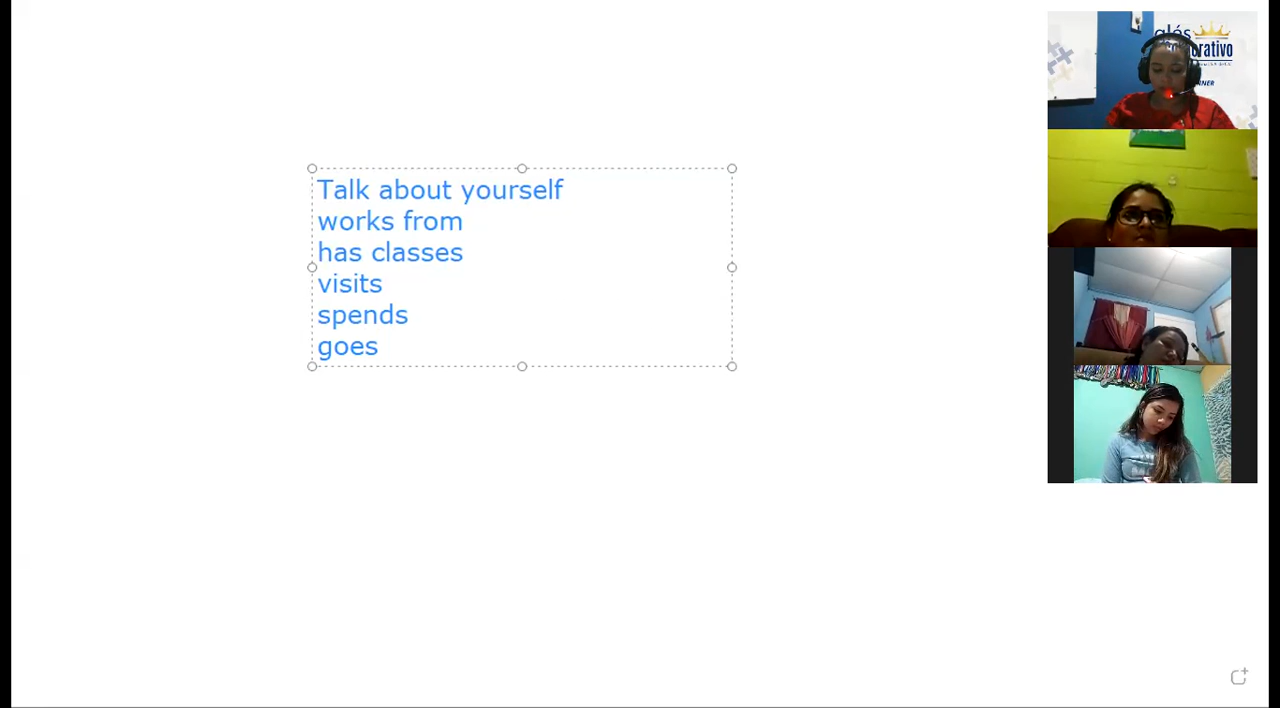 Talk about yourself
works from
has classes
visits
spends
goes